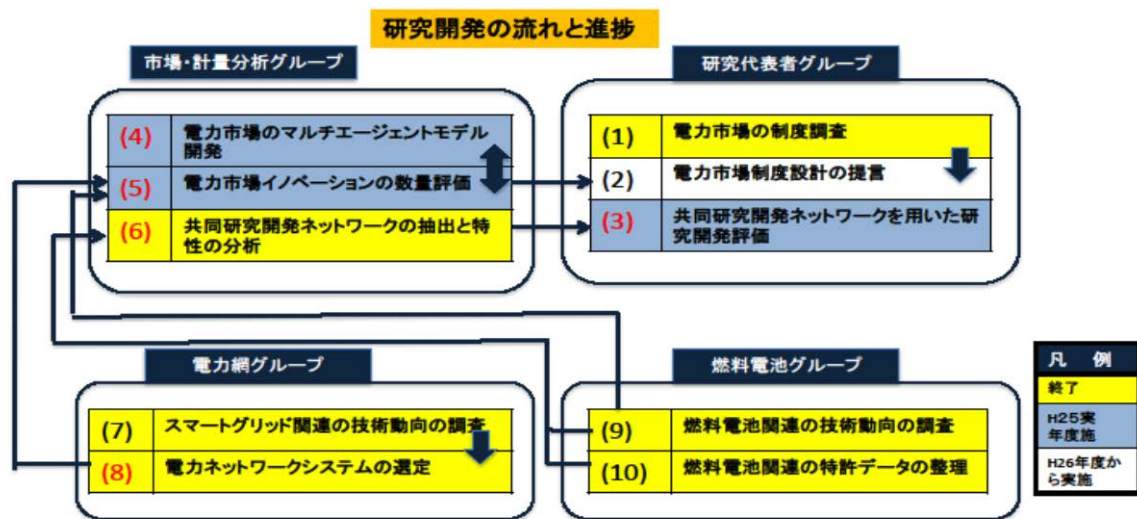 研究開発の流れと進捗
市場・計量分析グループ
(4) 電力市場のマルチエージェントモデル
開発
(5) 電力市場イノベーションの数量評価
(6) 共同研究開発ネットワークの抽出と特
性の分析
研究代表者グループ
(1) 電力市場の制度調査
(2) 電力市場制度設計の提言
(3) 共同研究開発ネットワークを用いた研
究開発評価
電力網グループ
(7) スマートグリッド関連の技術動向の調査
(8) 電力ネットワークシステムの選定
燃料電池グループ
(9) 燃料電池関連の技術動向の調査
(10) 燃料電池関連の特許データの整理
凡 例
終了
H25実
年度施
H26年度か
ら実施